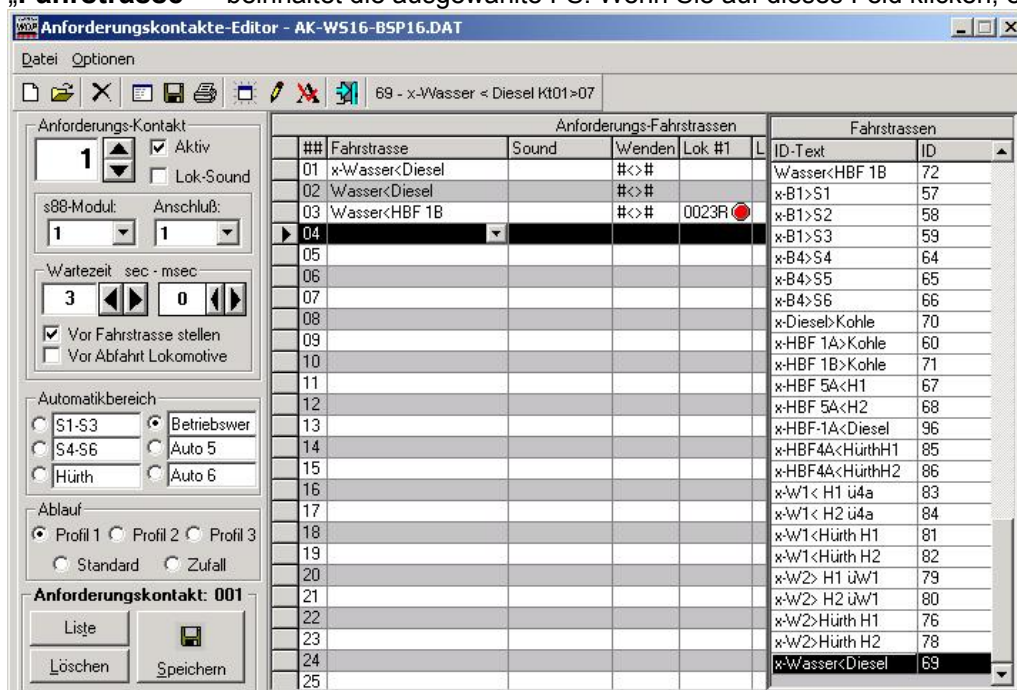 „Fahrstrasse“ – beinhaltet die ausgewählte FS. Wenn Sie auf dieses Feld klicken,
Anforderungskontakte-Editor - AK-WS16-BSP16.DAT
Datei Optionen
69 - x-Wasser < Diesel Kt01>07
Anforderungs-Kontakt
1
Aktiv
Lok-Sound
s88-Modul: Anschluß:
1 1
Wartezeit sec - msec
3 0
Vor Fahrstrasse stellen
Vor Abfahrt Lokomotive
Automatikbereich
S1-S3 Betriebswer
S4-S6 Auto 5
Hürth Auto 6
Ablauf
Profil 1 Profil 2 Profil 3
Standard Zufall
Anforderungskontakt: 001
Liste
Löschen Speichern
Anforderungs-Fahrstrassen
## Fahrstrasse Sound Wenden Lok #1 L
01 x-Wasser<Diesel #<>#
02 Wasser<Diesel #<>#
03 Wasser<HBF 1B #<># 0023R
04
05
06
07
08
09
10
11
12
13
14
15
16
17
18
19
20
21
22
23
24
25
Fahrstrassen
ID-Text ID
Wasser<HBF 1B 72
x-B1>S1 57
x-B1>S2 58
x-B1>S3 59
x-B4>S4 64
x-B4>S5 65
x-B4>S6 66
x-Diesel>Kohle 70
x-HBF 1A>Kohle 60
x-HBF 1B>Kohle 71
x-HBF 5A<H1 67
x-HBF 5A<H2 68
x-HBF-1A<Diesel 96
x-HBF4A<HürthH1 85
x-HBF4A<HürthH2 86
x-W1< H1 ü4a 83
x-W1< H2 ü4a 84
x-W1<Hürth H1 81
x-W1<Hürth H2 82
x-W2> H1 üW1 79
x-W2> H2 üW1 80
x-W2>Hürth H1 76
x-W2>Hürth H2 78
x-Wasser<Diesel 69